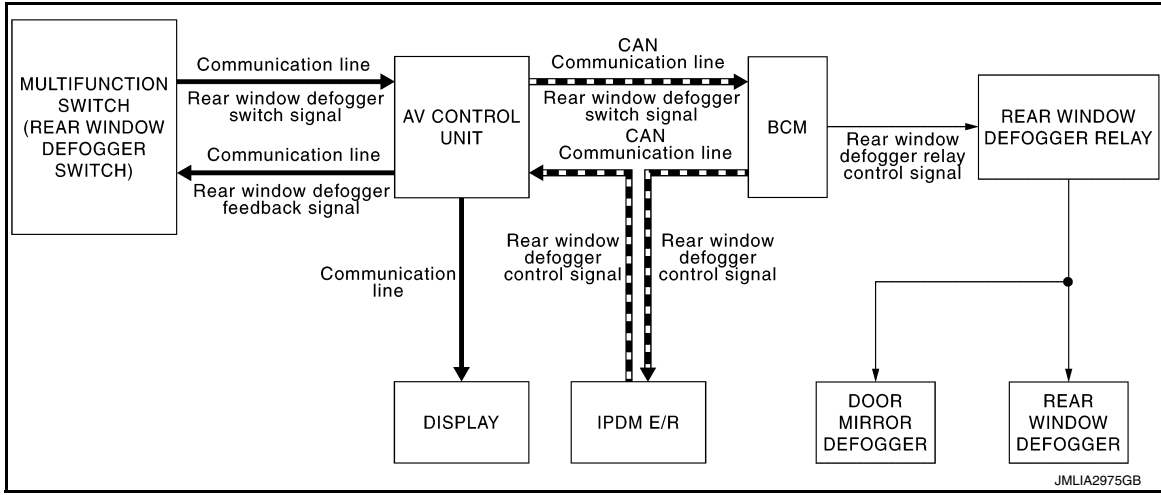 MULTIFUNCTION
SWITCH
(REAR WINDOW
DEFOGGER
SWITCH)
Communication line
Rear window defogger
switch signal
Communication line
Rear window defogger
feedback signal
AV CONTROL
UNIT
CAN
Communication line
Rear window defogger
switch signal
CAN
Communication line
BCM
Rear window
defogger relay
control signal
REAR WINDOW
DEFOGGER RELAY
Communication
line
Rear window
defogger
control signal
Rear window
defogger
control signal
DISPLAY
IPDM E/R
DOOR
MIRROR
DEFOGGER
REAR
WINDOW
DEFOGGER
JMLIA2975GB